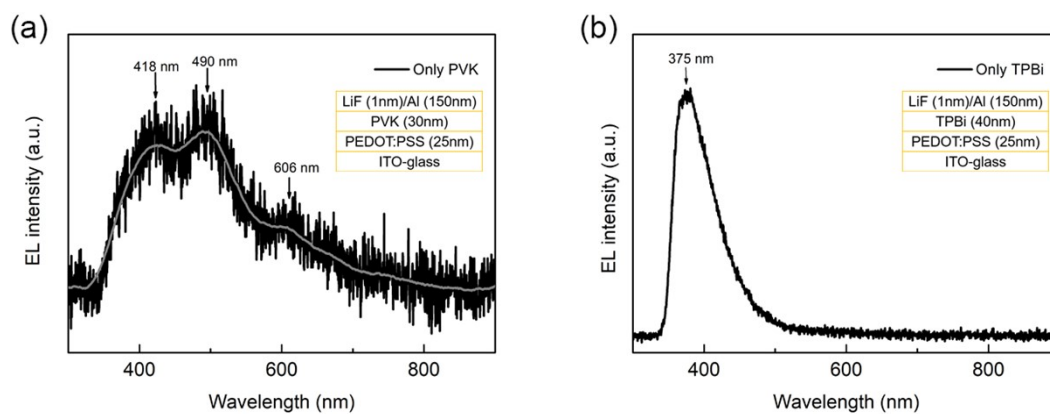 (a)
418 nm
490 nm
606 nm
Only PVK
LiF (1nm)/Al (150nm)
PVK (30nm)
PEDOT:PSS (25nm)
ITO-glass
EL intensity (a.u.)
400
600
800
Wavelength (nm)
(b)
375 nm
Only TPBi
LiF (1nm)/Al (150nm)
TPBi (40nm)
PEDOT:PSS (25nm)
ITO-glass
EL intensity (a.u.)
400
600
800
Wavelength (nm)